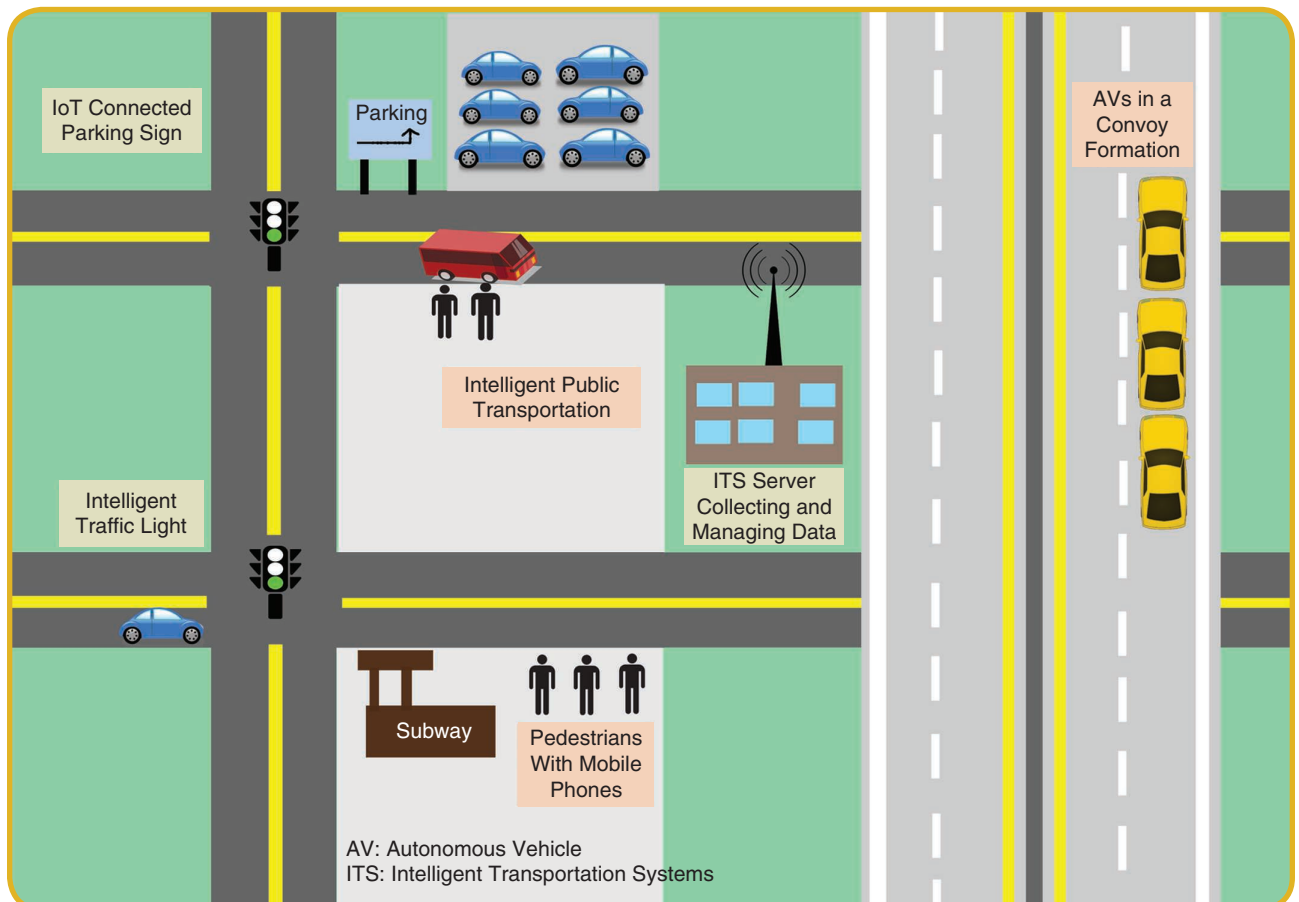 IoT Connected
Parking Sign
Parking
AVs in a
Convoy
Formation
Intelligent Public
Transportation
ITS Server
Collecting and
Managing Data
Intelligent
Traffic Light
Subway
Pedestrians
With Mobile
Phones
AV: Autonomous Vehicle
ITS: Intelligent Transportation Systems